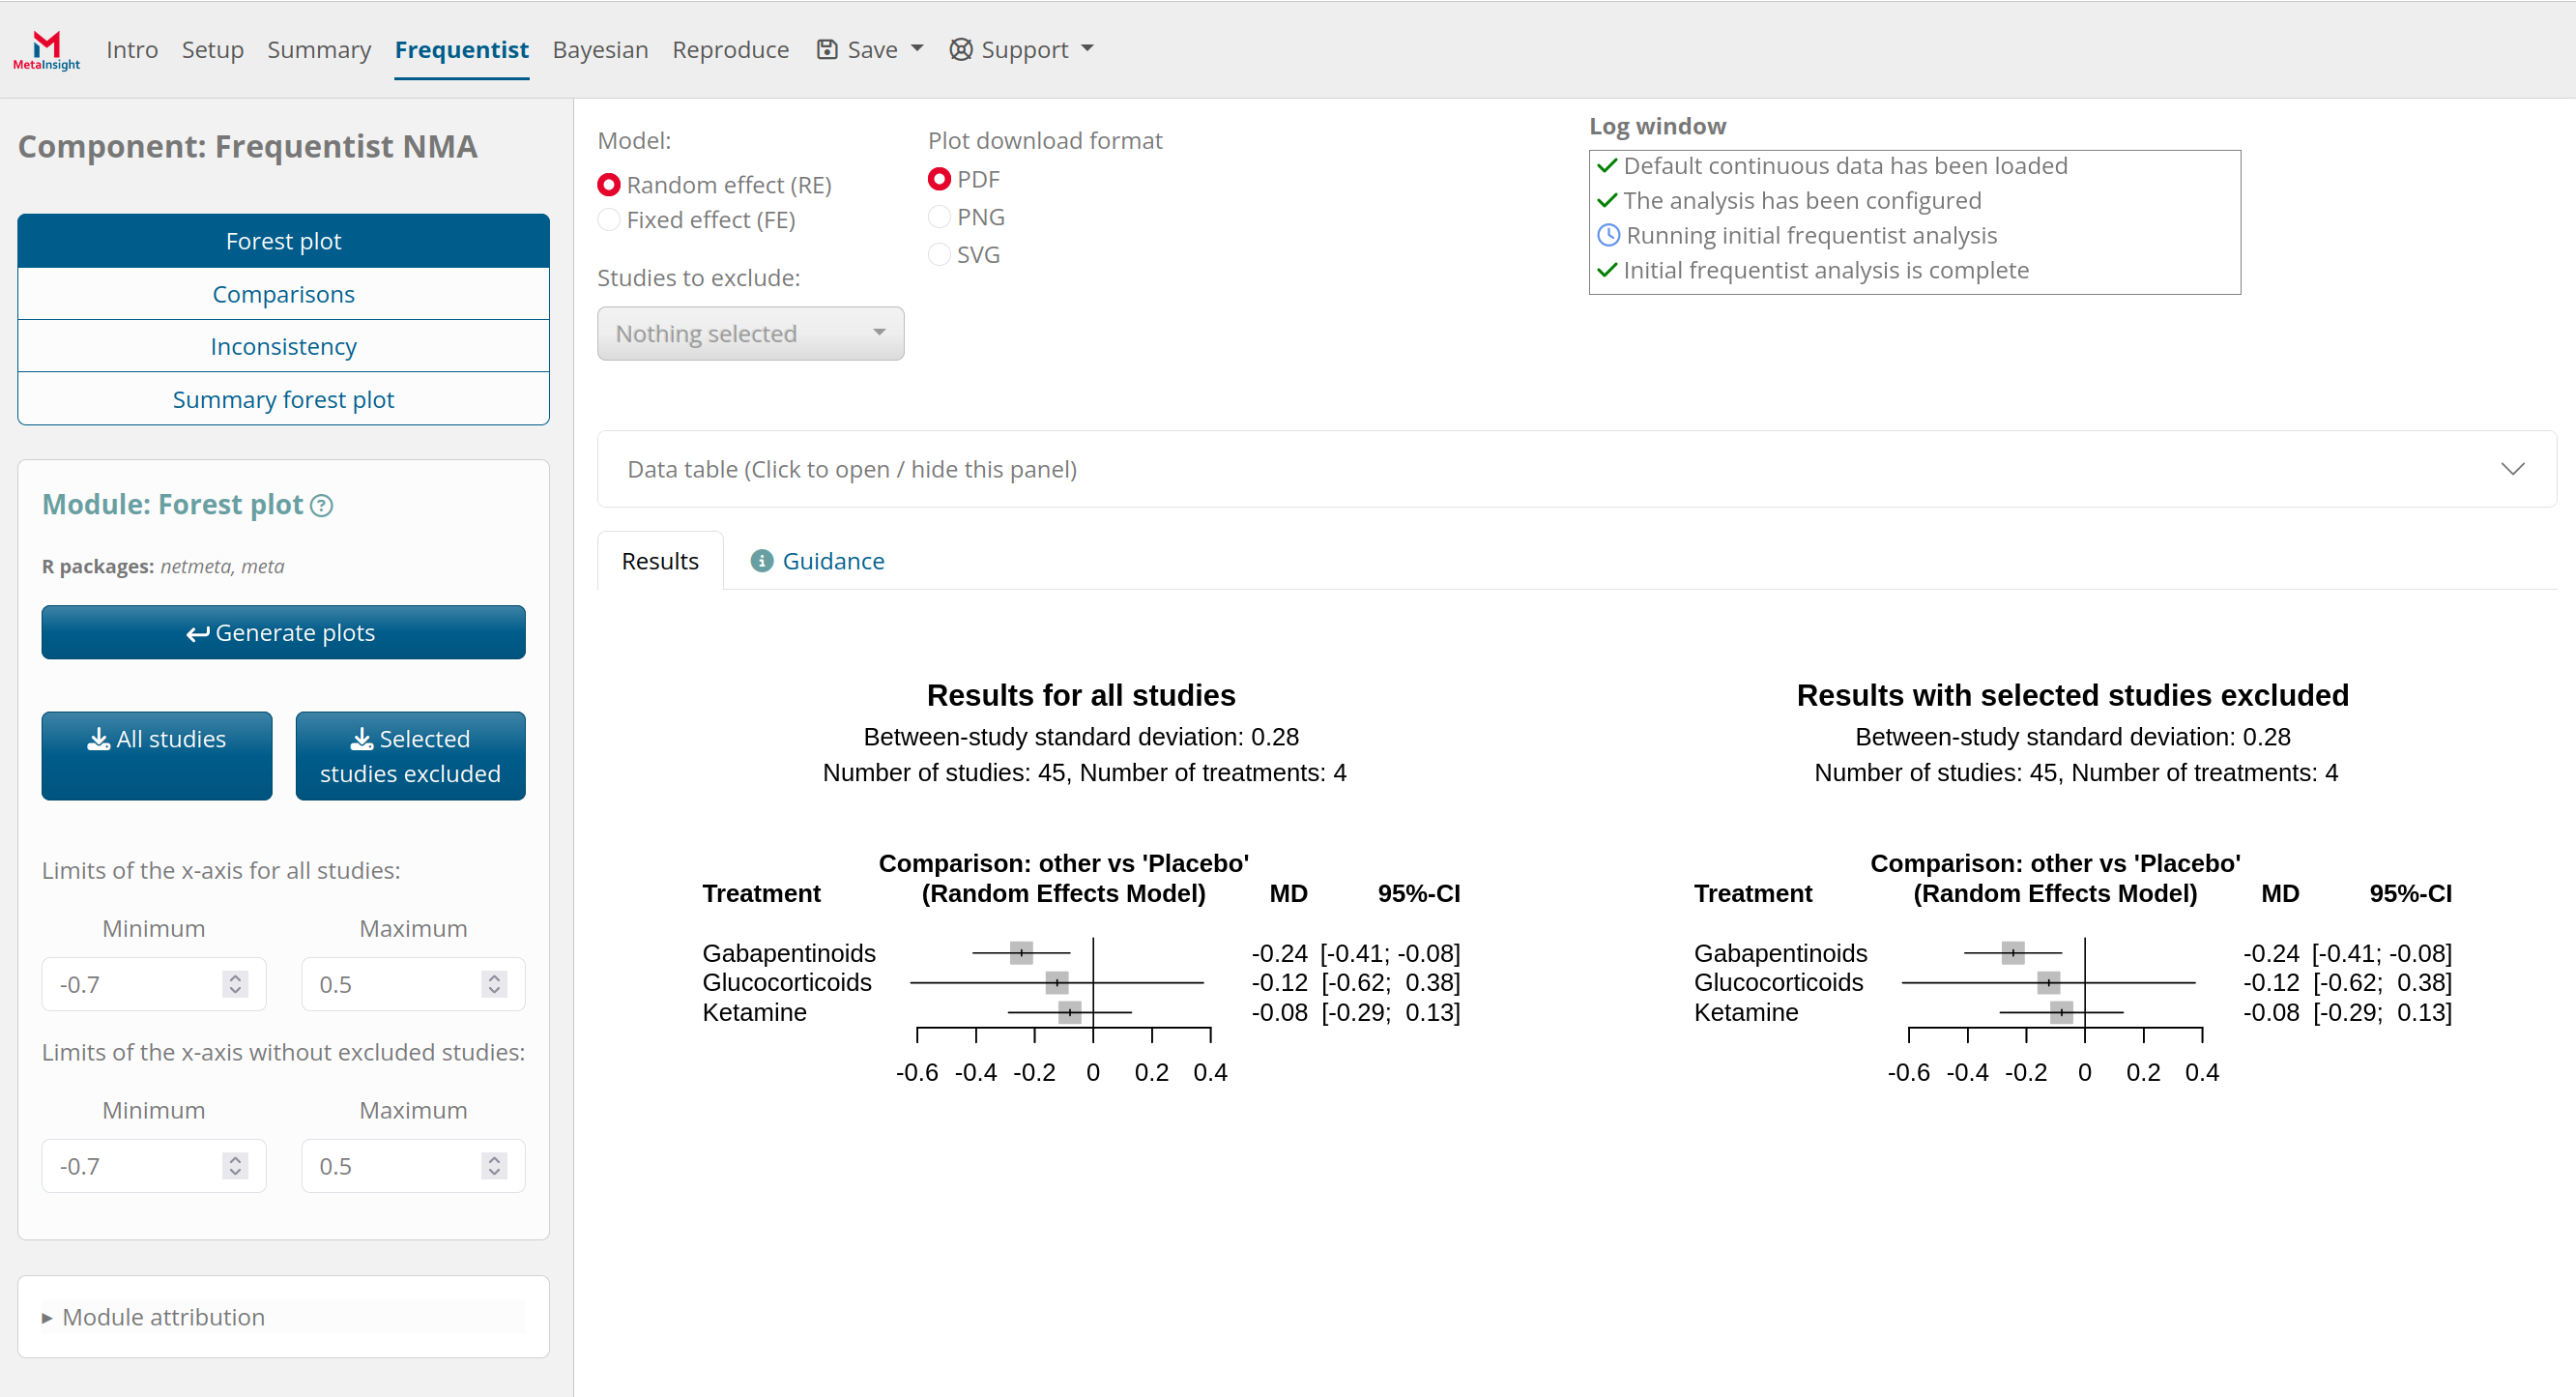 MetaInsight
Intro Setup Summary Frequentist Bayesian Reproduce Save Support
Component: Frequentist NMA
Forest plot
Comparisons
Inconsistency
Summary forest plot
Module: Forest plot ?
R packages: netmeta, meta
Generate plots
All studies
Selected
studies excluded
Limits of the x-axis for all studies:
Minimum Maximum
-0.7 0.5
Limits of the x-axis without excluded studies:
Minimum Maximum
-0.7 0.5
Module attribution
Model:
Random effect (RE)
Fixed effect (FE)
Studies to exclude:
Nothing selected
Plot download format
PDF
PNG
SVG
Log window
Default continuous data has been loaded
The analysis has been configured
Running initial frequentist analysis
Initial frequentist analysis is complete
Data table (Click to open / hide this panel)
Results Guidance
Results for all studies
Between-study standard deviation: 0.28
Number of studies: 45, Number of treatments: 4
Comparison: other vs 'Placebo'
Treatment (Random Effects Model) MD 95%-CI
Gabapentinoids -0.24 [-0.41; -0.08]
Glucocorticoids -0.12 [-0.62; 0.38]
Ketamine -0.08 [-0.29; 0.13]
-0.6 -0.4 -0.2 0 0.2 0.4
Results with selected studies excluded
Between-study standard deviation: 0.28
Number of studies: 45, Number of treatments: 4
Comparison: other vs 'Placebo'
Treatment (Random Effects Model) MD 95%-CI
Gabapentinoids -0.24 [-0.41; -0.08]
Glucocorticoids -0.12 [-0.62; 0.38]
Ketamine -0.08 [-0.29; 0.13]
-0.6 -0.4 -0.2 0 0.2 0.4